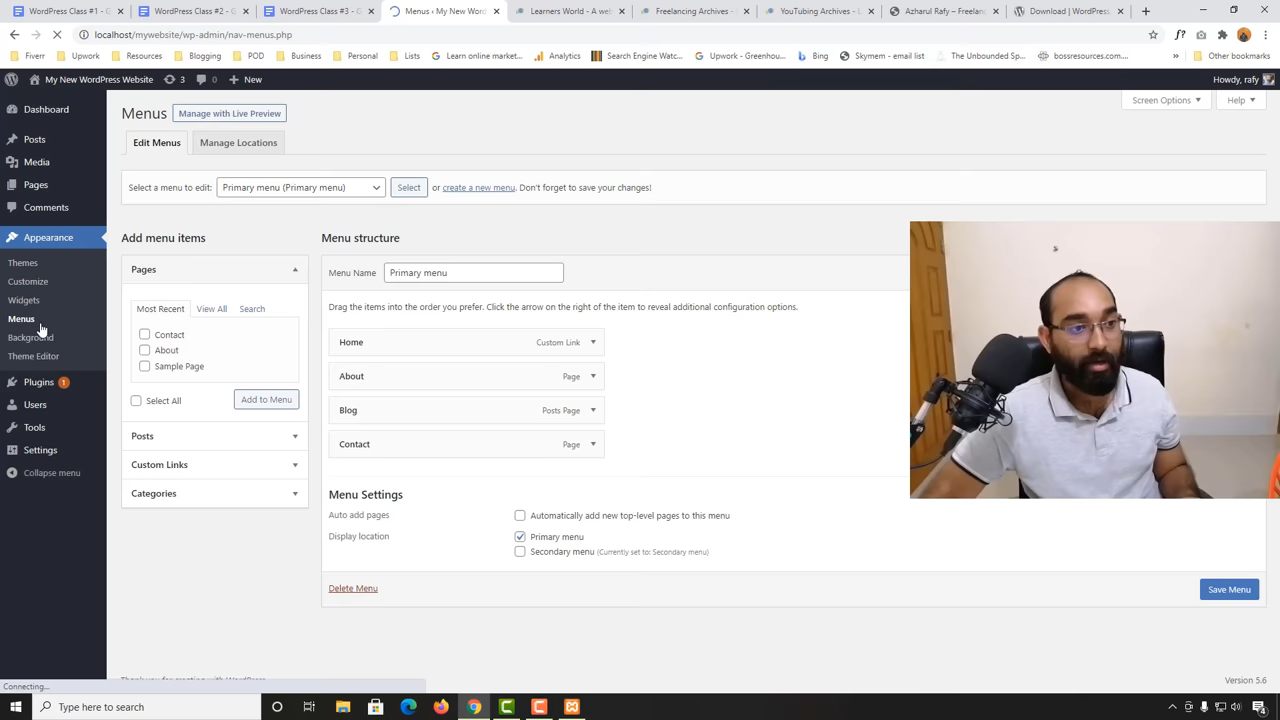 WordPress Class #1 - G
WordPress Class #2 - G
WordPress Class #3 - G
Menus ‹ My New WordPre
Learners World – A web
Freelancing Archives -
YouTubing Archives - L
Azharul Rafy – Freelanc
Download | WordPress.
localhost/mywebsite/wp-admin/nav-menus.php
Fiverr
Upwork
Resources
Blogging
POD
Business
Personal
Lists
Learn online market...
Analytics
Search Engine Watc...
Upwork - Greenhou...
Bing
Skymem | email list...
The Unbounded Sp...
bossresources.com...
Other bookmarks
My New WordPress Website
3
0
New
Howdy, rafy
Dashboard
Posts
Media
Pages
Comments
Appearance
Themes
Customize
Widgets
Menus
Background
Theme Editor
Plugins 1
Users
Tools
Settings
Collapse menu
Menus
Manage with Live Preview
Screen Options
Help
Edit Menus
Manage Locations
Select a menu to edit: Primary menu (Primary menu) Select or create a new menu. Don't forget to save your changes!
Add menu items
Pages
Most Recent View All Search
Contact
About
Sample Page
Select All
Add to Menu
Posts
Custom Links
Categories
Menu structure
Menu Name Primary menu
Drag the items into the order you prefer. Click the arrow on the right of the item to reveal additional configuration options.
Home Custom Link
About Page
Blog Posts Page
Contact Page
Menu Settings
Auto add pages Automatically add new top-level pages to this menu
Display location Primary menu
Secondary menu (Currently set to: Secondary menu)
Delete Menu
Save Menu
Version 5.6
Connecting...
Type here to search